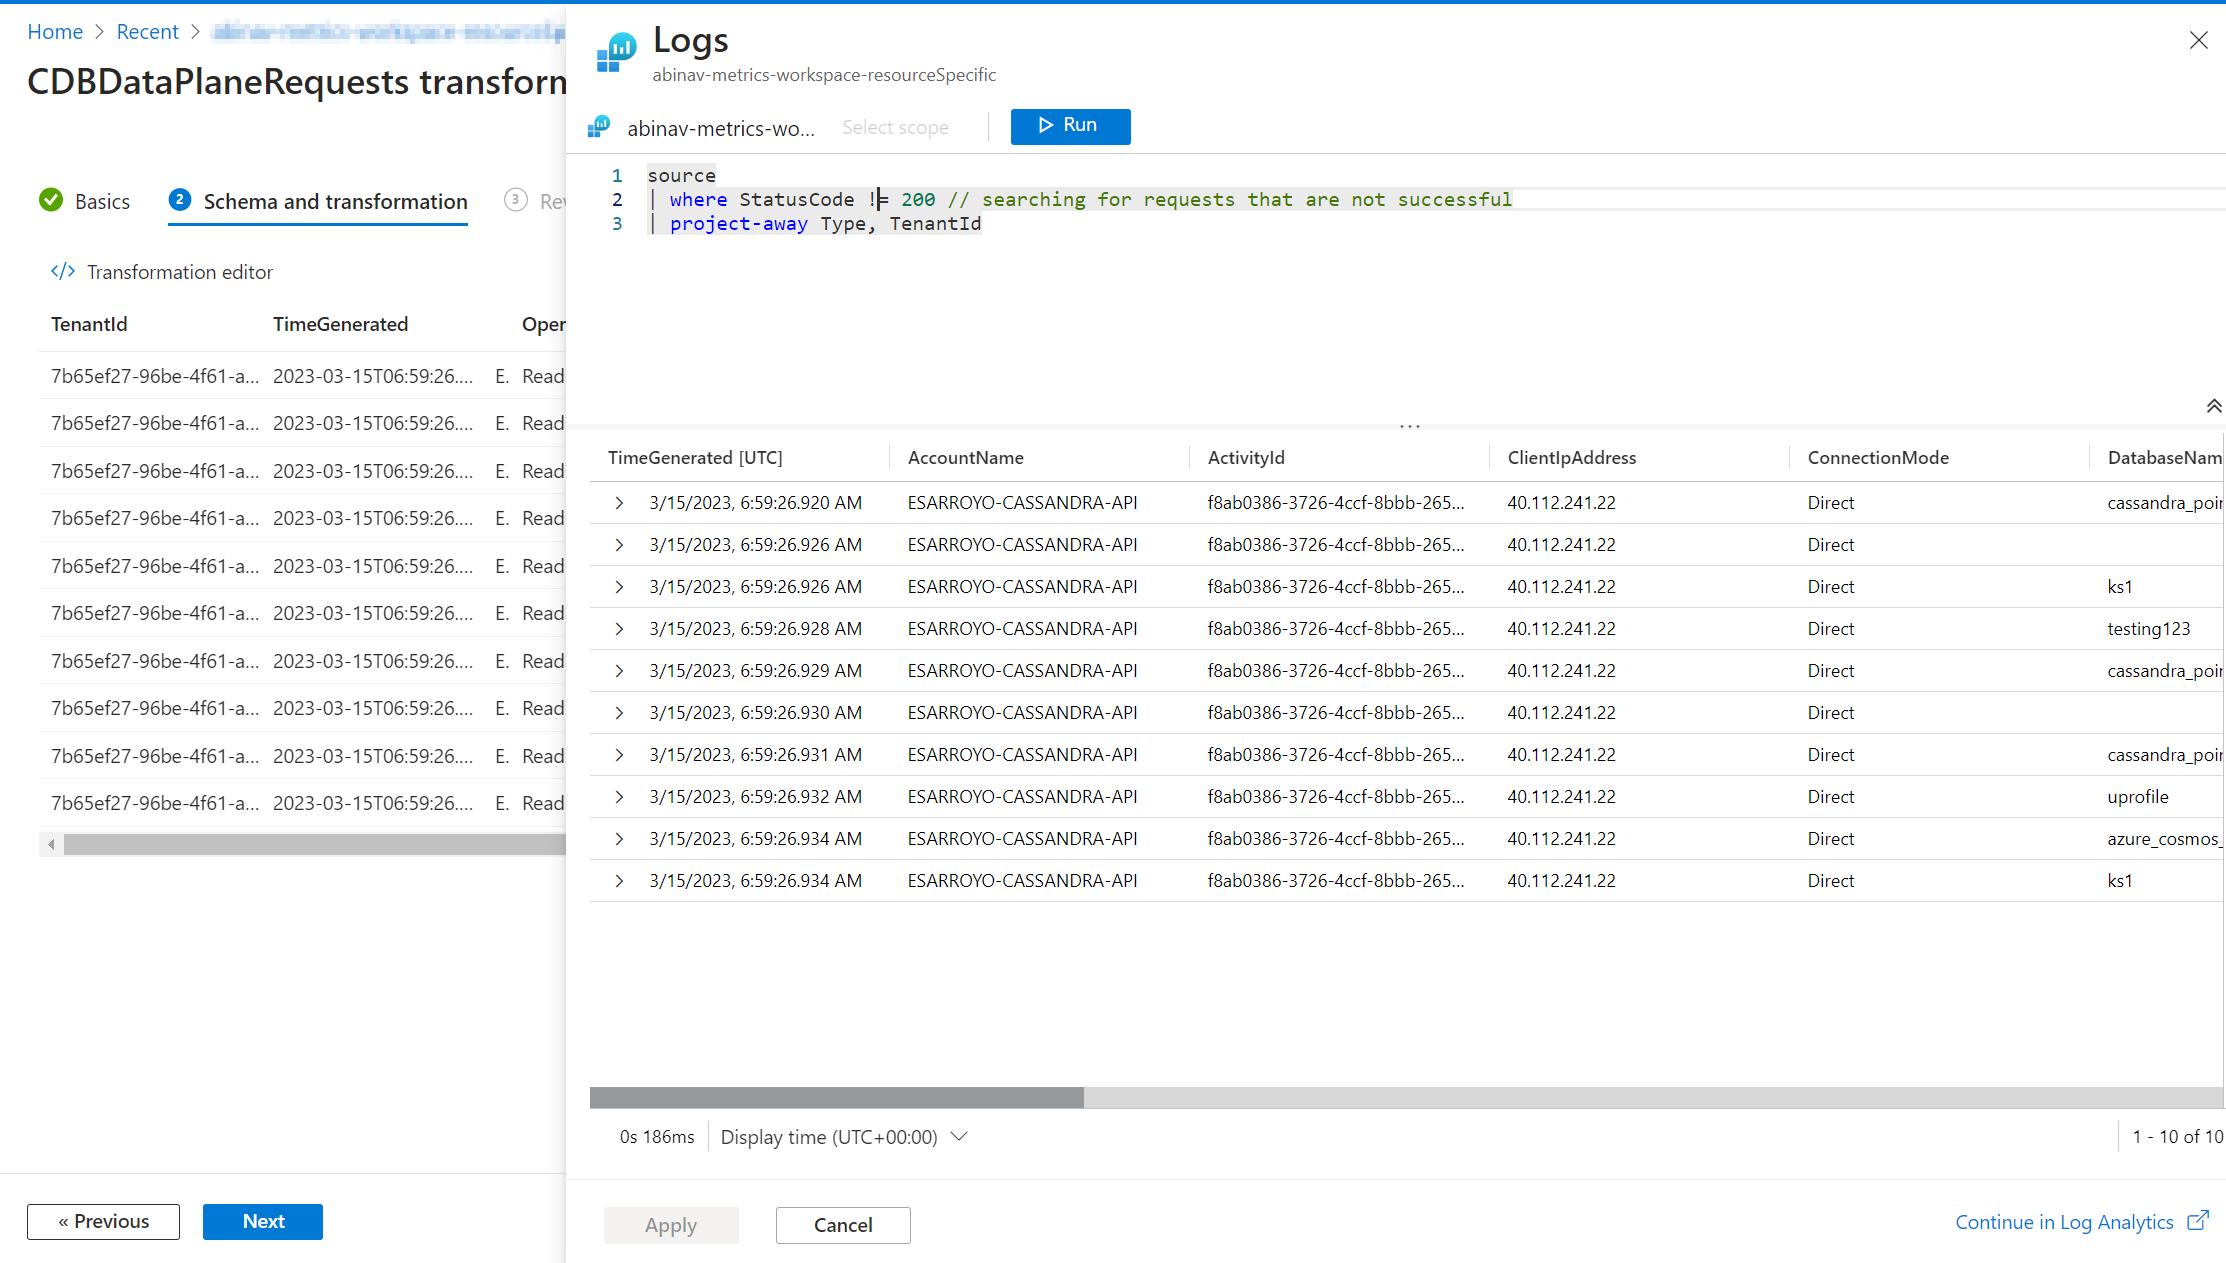 Home > Recent >
CDBDataPlaneRequests transform
Basics
2 Schema and transformation
3 Rev
</> Transformation editor
TenantId TimeGenerated Oper
7b65ef27-96be-4f61-a... 2023-03-15T06:59:26.... E. Read
7b65ef27-96be-4f61-a... 2023-03-15T06:59:26.... E. Read
7b65ef27-96be-4f61-a... 2023-03-15T06:59:26.... E. Read
7b65ef27-96be-4f61-a... 2023-03-15T06:59:26.... E. Read
7b65ef27-96be-4f61-a... 2023-03-15T06:59:26.... E. Read
7b65ef27-96be-4f61-a... 2023-03-15T06:59:26.... E. Read
7b65ef27-96be-4f61-a... 2023-03-15T06:59:26.... E. Read
7b65ef27-96be-4f61-a... 2023-03-15T06:59:26.... E. Read
7b65ef27-96be-4f61-a... 2023-03-15T06:59:26.... E. Read
7b65ef27-96be-4f61-a... 2023-03-15T06:59:26.... E. Read
« Previous Next
Logs
abinav-metrics-workspace-resourceSpecific
abinav-metrics-wo... Select scope Run
1 source
2 | where StatusCode != 200 // searching for requests that are not successful
3 | project-away Type, TenantId
TimeGenerated [UTC] AccountName ActivityId ClientIpAddress ConnectionMode DatabaseNam
3/15/2023, 6:59:26.920 AM ESARROYO-CASSANDRA-API f8ab0386-3726-4ccf-8bbb-265... 40.112.241.22 Direct cassandra_poin
3/15/2023, 6:59:26.926 AM ESARROYO-CASSANDRA-API f8ab0386-3726-4ccf-8bbb-265... 40.112.241.22 Direct
3/15/2023, 6:59:26.926 AM ESARROYO-CASSANDRA-API f8ab0386-3726-4ccf-8bbb-265... 40.112.241.22 Direct ks1
3/15/2023, 6:59:26.928 AM ESARROYO-CASSANDRA-API f8ab0386-3726-4ccf-8bbb-265... 40.112.241.22 Direct testing123
3/15/2023, 6:59:26.929 AM ESARROYO-CASSANDRA-API f8ab0386-3726-4ccf-8bbb-265... 40.112.241.22 Direct cassandra_poin
3/15/2023, 6:59:26.930 AM ESARROYO-CASSANDRA-API f8ab0386-3726-4ccf-8bbb-265... 40.112.241.22 Direct
3/15/2023, 6:59:26.931 AM ESARROYO-CASSANDRA-API f8ab0386-3726-4ccf-8bbb-265... 40.112.241.22 Direct cassandra_poin
3/15/2023, 6:59:26.932 AM ESARROYO-CASSANDRA-API f8ab0386-3726-4ccf-8bbb-265... 40.112.241.22 Direct uprofile
3/15/2023, 6:59:26.934 AM ESARROYO-CASSANDRA-API f8ab0386-3726-4ccf-8bbb-265... 40.112.241.22 Direct azure_cosmos_
3/15/2023, 6:59:26.934 AM ESARROYO-CASSANDRA-API f8ab0386-3726-4ccf-8bbb-265... 40.112.241.22 Direct ks1
0s 186ms Display time (UTC+00:00) 1 - 10 of 10
Apply Cancel Continue in Log Analytics